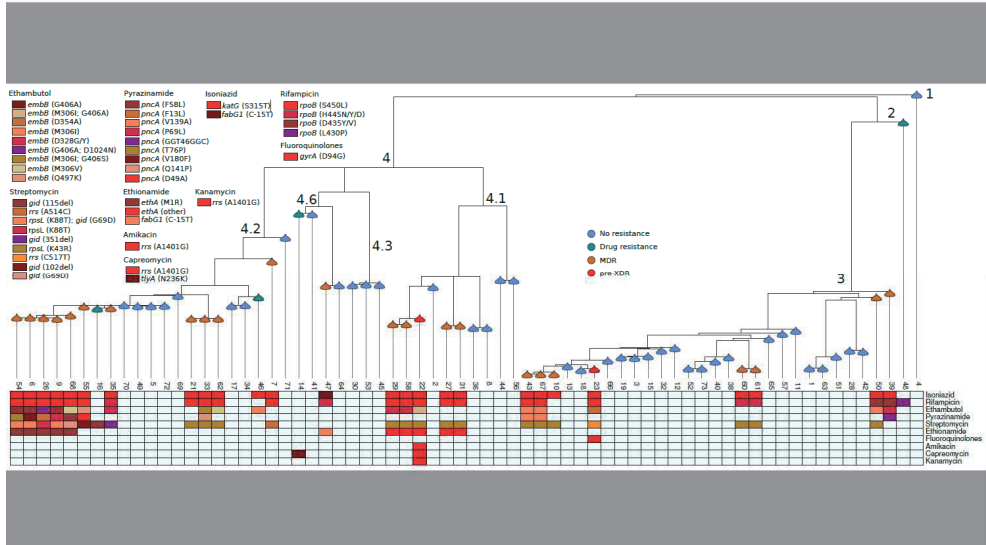 Ethambutol
embB (G406A)
embB (M306I; G406A)
embB (D354A)
embB (M306I)
embB (D328G/Y)
embB (G406A; D1024N)
embB (M306I; G406S)
embB (M306V)
embB (Q497K)
Streptomycin
gid (115del)
rrs (A514C)
rpsL (K88T); gid (G69D)
rpsL (K88T)
gid (351del)
rpsL (K43R)
rrs (C517T)
gid (102del)
gid (G69D)
Pyrazinamide
pncA (F58L)
pncA (F13L)
pncA (V139A)
pncA (P69L)
pncA (GGT46GGC)
pncA (T76P)
pncA (V180F)
pncA (Q141P)
pncA (D49A)
Ethionamide
ethA (M1R)
ethA (other)
fabG1 (C-15T)
Amikacin
rrs (A1401G)
Capreomycin
rrs (A1401G)
tlyA (N236K)
Isoniazid
katG (S315T)
fabG1 (C-15T)
Kanamycin
rrs (A1401G)
Rifampicin
rpoB (S450L)
rpoB (H445N/Y/D)
rpoB (D435Y/V)
rpoB (L430P)
Fluoroquinolones
gyrA (D94G)
1
2
4
4.6
4.1
4.2
4.3
3
No resistance
Drug resistance
MDR
pre-XDR
54 6 26 9 68 55 16 35 70 49 5 72 69 21 33 62 17 34 46 7 71 14 41 47 64 30 53 45 29 59 22 2 27 31 36 8 44 56 43 67 10 13 18 23 66 19 3 15 32 12 52 73 40 38 60 61 65 57 11 1 63 51 28 42 50 39 48 4
Isoniazid
Rifampicin
Ethambutol
Pyrazinamide
Streptomycin
Ethionamide
Fluoroquinolones
Amikacin
Capreomycin
Kanamycin